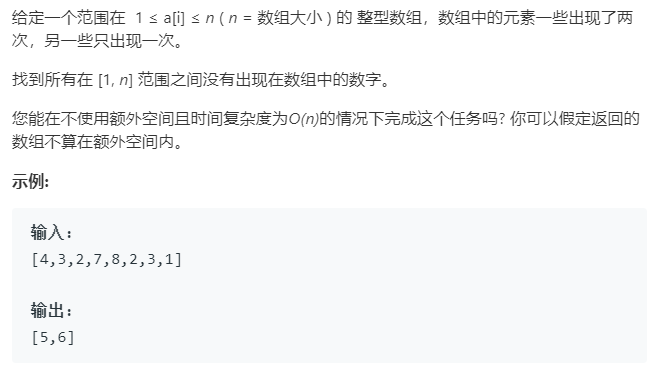 给定一个范围在  1 ≤ a[i] ≤ n ( n = 数组大小 ) 的 整型数组，数组中的元素一些出现了两
次，另一些只出现一次。
找到所有在 [1, n] 范围之间没有出现在数组中的数字。
您能在不使用额外空间且时间复杂度为O(n)的情况下完成这个任务吗? 你可以假定返回的
数组不算在额外空间内。
示例:
输入：
[4,3,2,7,8,2,3,1]
输出：
[5,6]